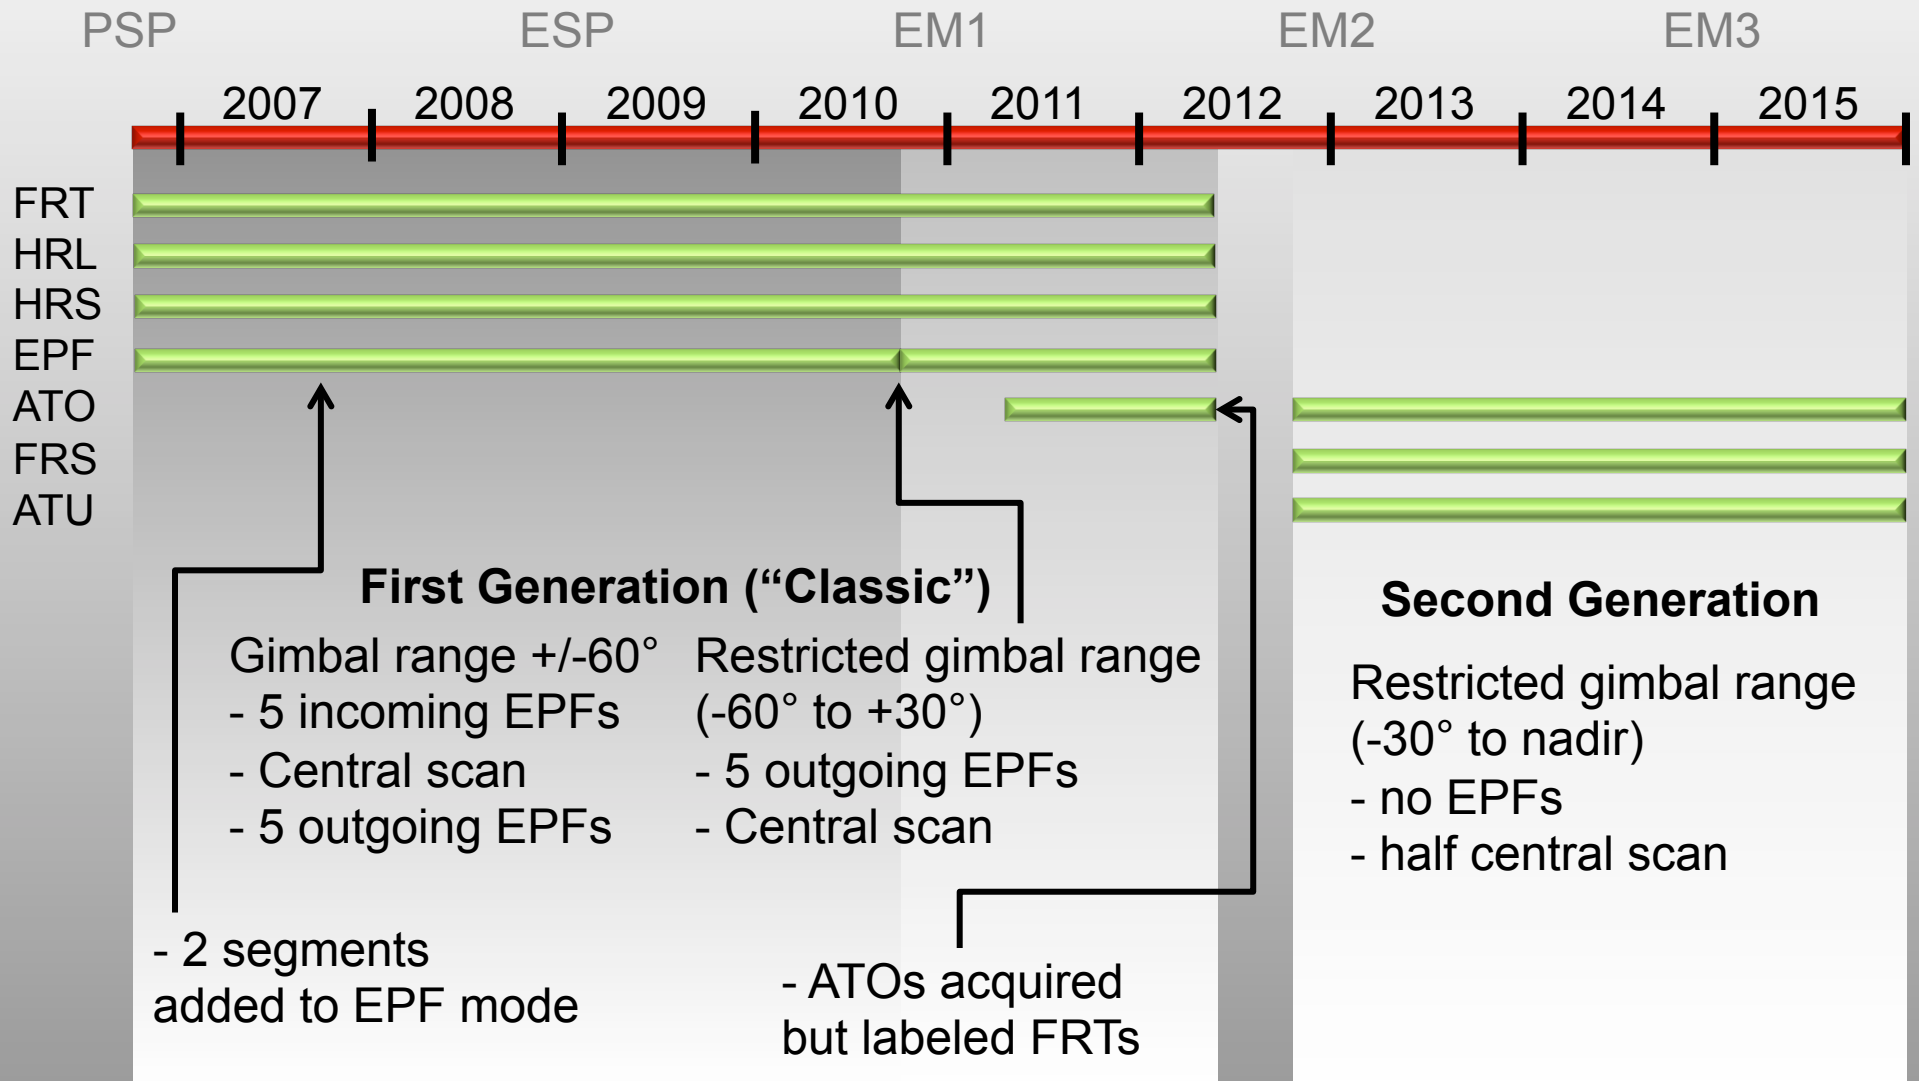 PSP ESP EM1 EM2 EM3
2007 2008 2009 2010 2011 2012 2013 2014 2015
FRT
HRL
HRS
EPF
ATO
FRS
ATU
First Generation (“Classic”)
Gimbal range +/-60°
- 5 incoming EPFs
- Central scan
- 5 outgoing EPFs
Restricted gimbal range
(-60° to +30°)
- 5 outgoing EPFs
- Central scan
Second Generation
Restricted gimbal range
(-30° to nadir)
- no EPFs
- half central scan
- 2 segments
added to EPF mode
- ATOs acquired
but labeled FRTs